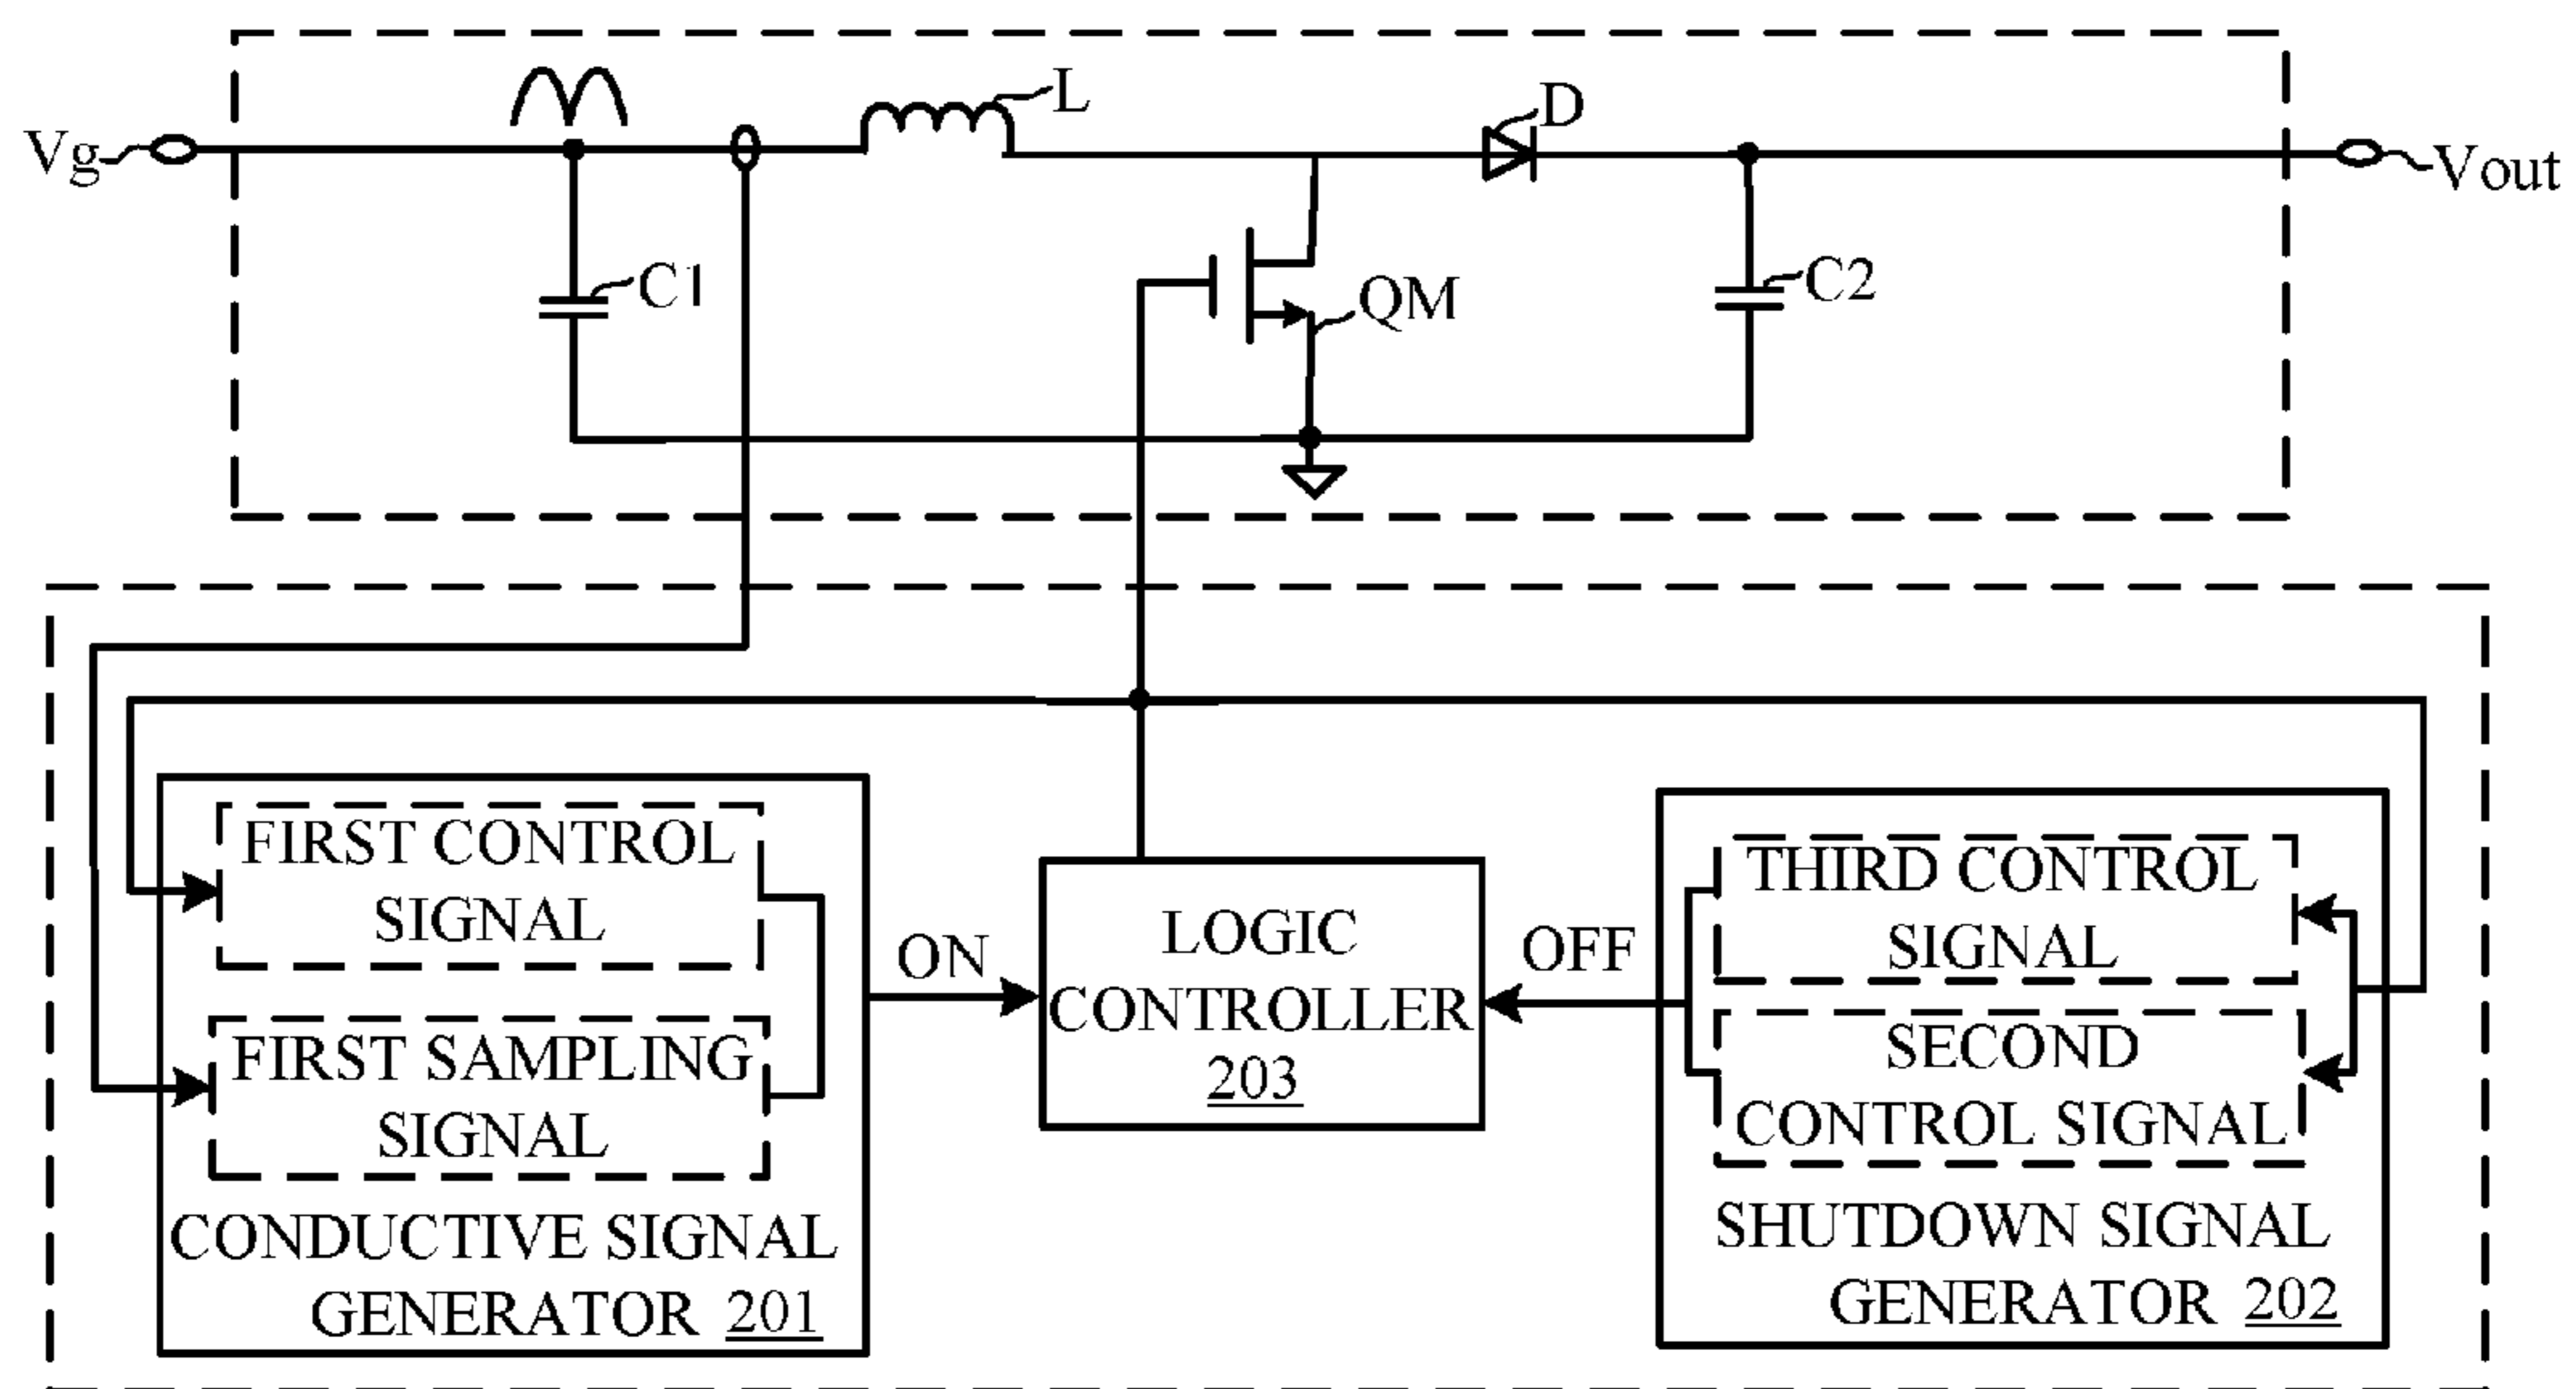 L
D
Vg
Vout
C1
QM
C2
FIRST CONTROL
SIGNAL
FIRST SAMPLING
SIGNAL
CONDUCTIVE SIGNAL
GENERATOR 201
ON
LOGIC
CONTROLLER
203
OFF
THIRD CONTROL
SIGNAL
SECOND
CONTROL SIGNAL
SHUTDOWN SIGNAL
GENERATOR 202